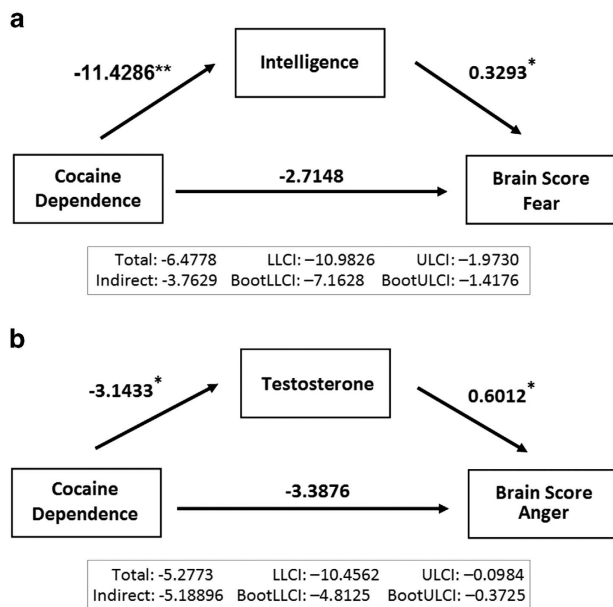 a
-11.4286**
Intelligence
0.3293*
Cocaine
Dependence
-2.7148
Brain Score
Fear
Total: -6.4778 LLCI: −10.9826 ULCI: −1.9730
Indirect: -3.7629 BootLLCI: −7.1628 BootULCI: −1.4176
b
-3.1433*
Testosterone
0.6012*
Cocaine
Dependence
-3.3876
Brain Score
Anger
Total: -5.2773 LLCI: −10.4562 ULCI: −0.0984
Indirect: -5.18896 BootLLCI: −4.8125 BootULCI: −0.3725